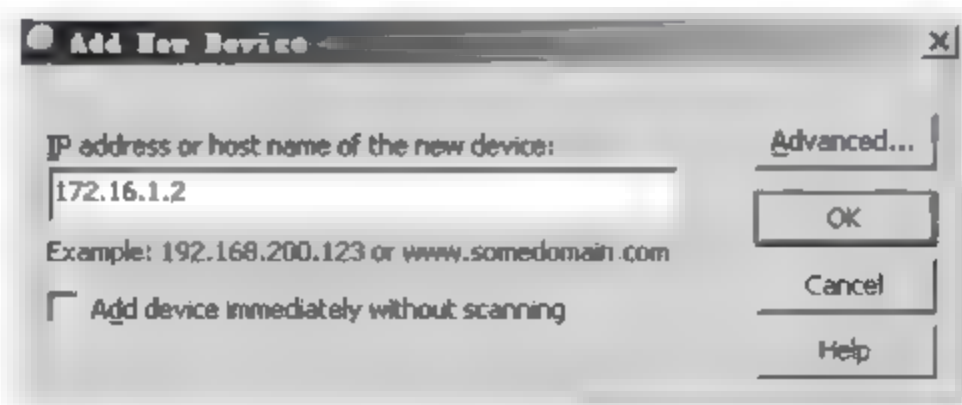 Add New Device
IP address or host name of the new device:
Advanced...
172.16.1.2
OK
Example: 192.168.200.123 or www.somedomain.com
Cancel
Add device immediately without scanning
Help